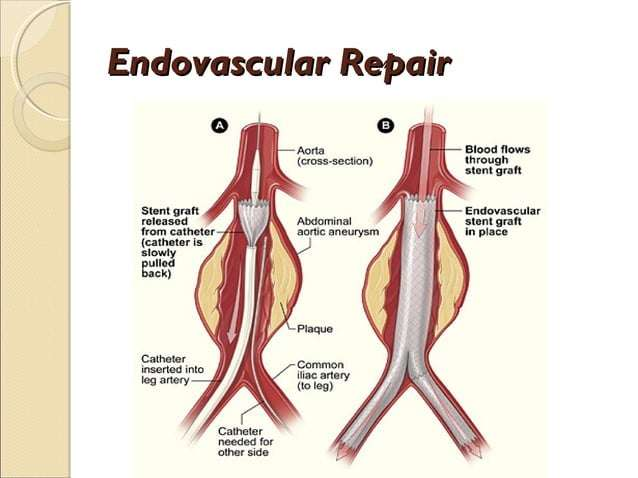 Endovascular Repair
A
Aorta
(cross-section)
Stent graft
released
from catheter
(catheter is
slowly
pulled
back)
Abdominal
aortic aneurysm
Plaque
Catheter
inserted into
leg artery
Common
iliac artery
(to leg)
Catheter
needed for
other side
B
Blood flows
through
stent graft
Endovascular
stent graft
in place